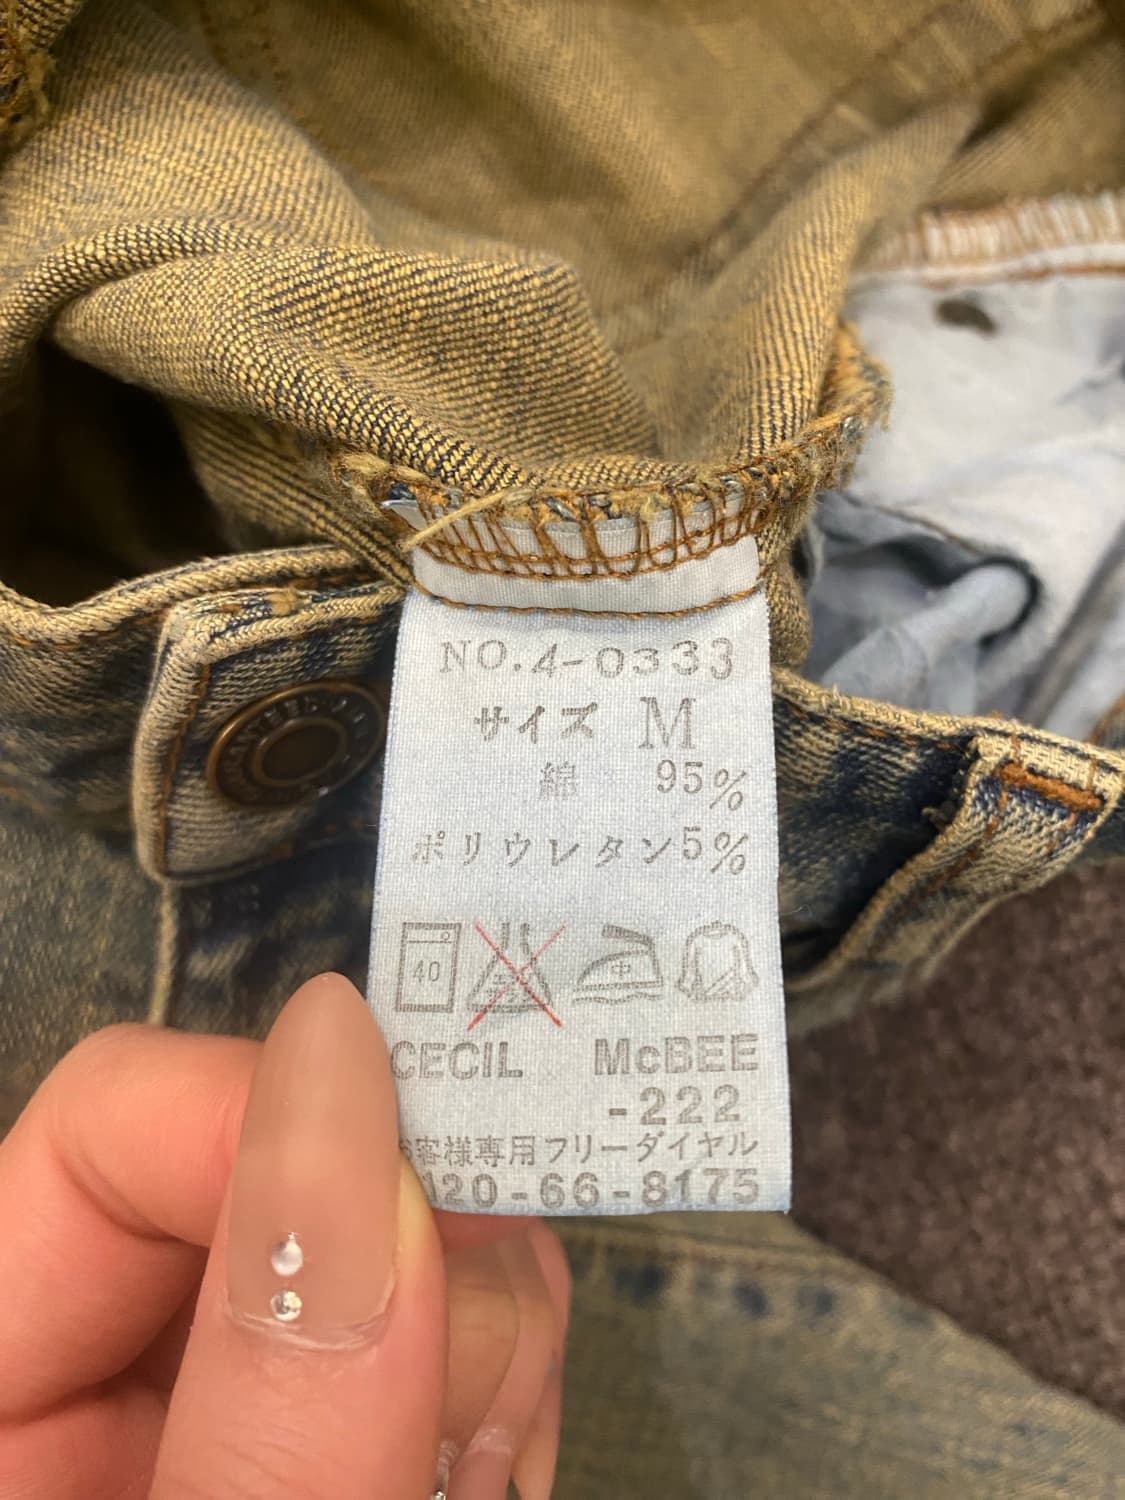 NO.4-0333
サイズ M
綿 95%
ポリウレタン5%
40 中
CECIL McBEE
-222
お客様専用フリーダイヤル
120-66-8175